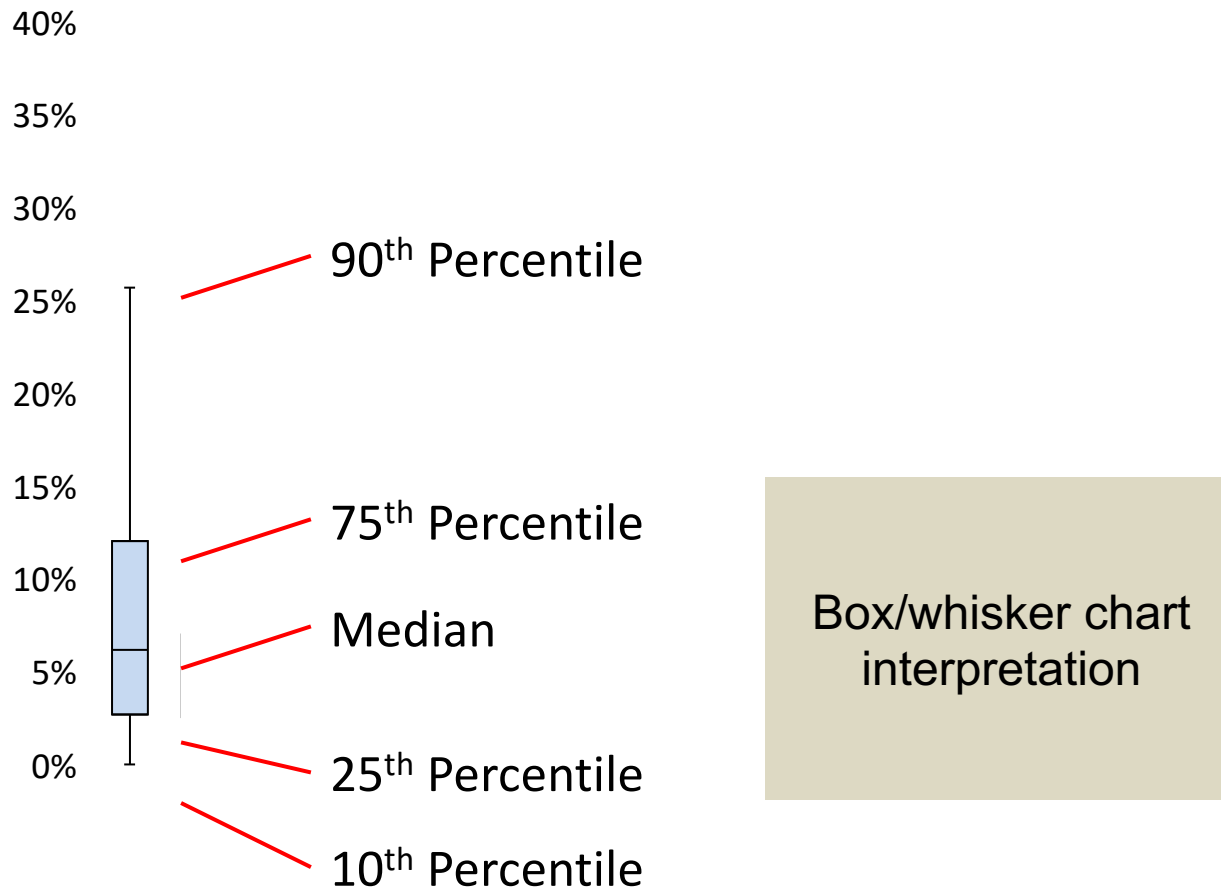 40%
35%
30%
25%
20%
15%
10%
5%
0%
90th Percentile
75th Percentile
Median
25th Percentile
10th Percentile
Box/whisker chart
interpretation